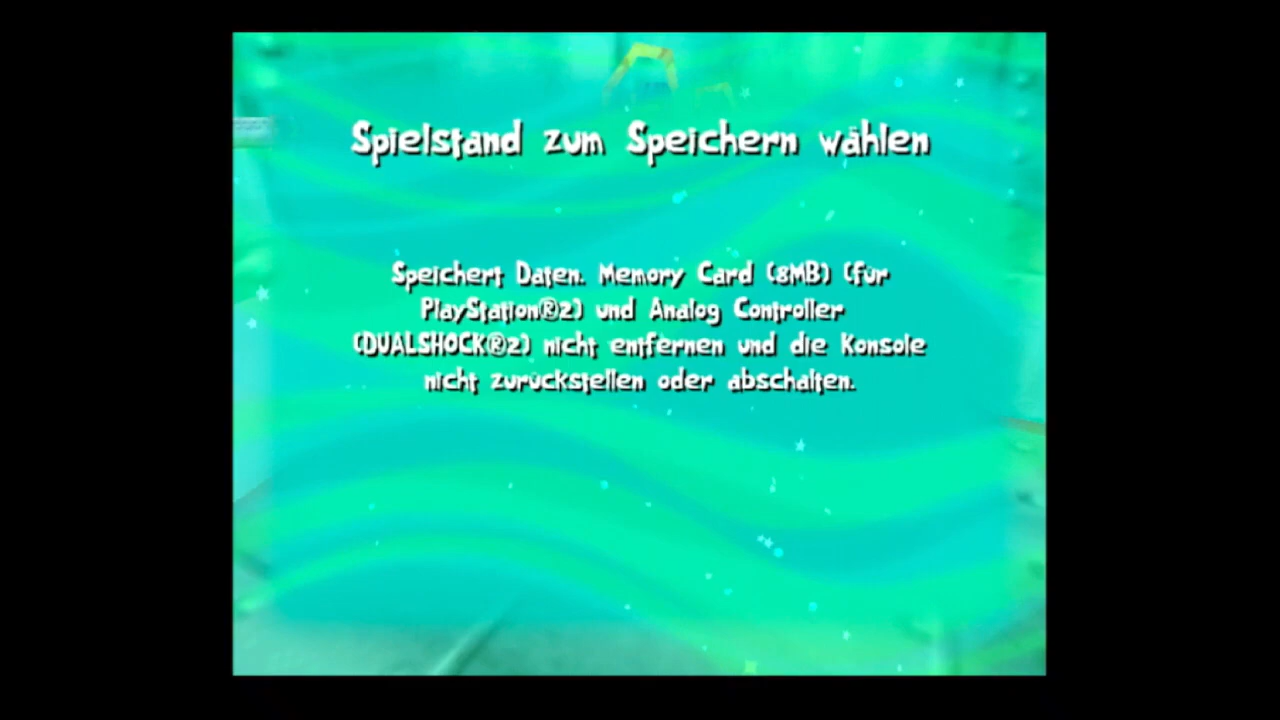 Spielstand zum Speichern wählen
Speichert Daten. Memory Card (8MB) (für
PlayStation®2) und Analog Controller
(DUALSHOCK®2) nicht entfernen und die Konsole
nicht zurückstellen oder abschalten.